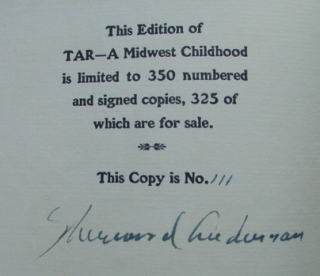 This Edition of
TAR—A Midwest Childhood
is limited to 350 numbered
and signed copies, 325 of
which are for sale.
This Copy is No. 111
Sherwood Anderson